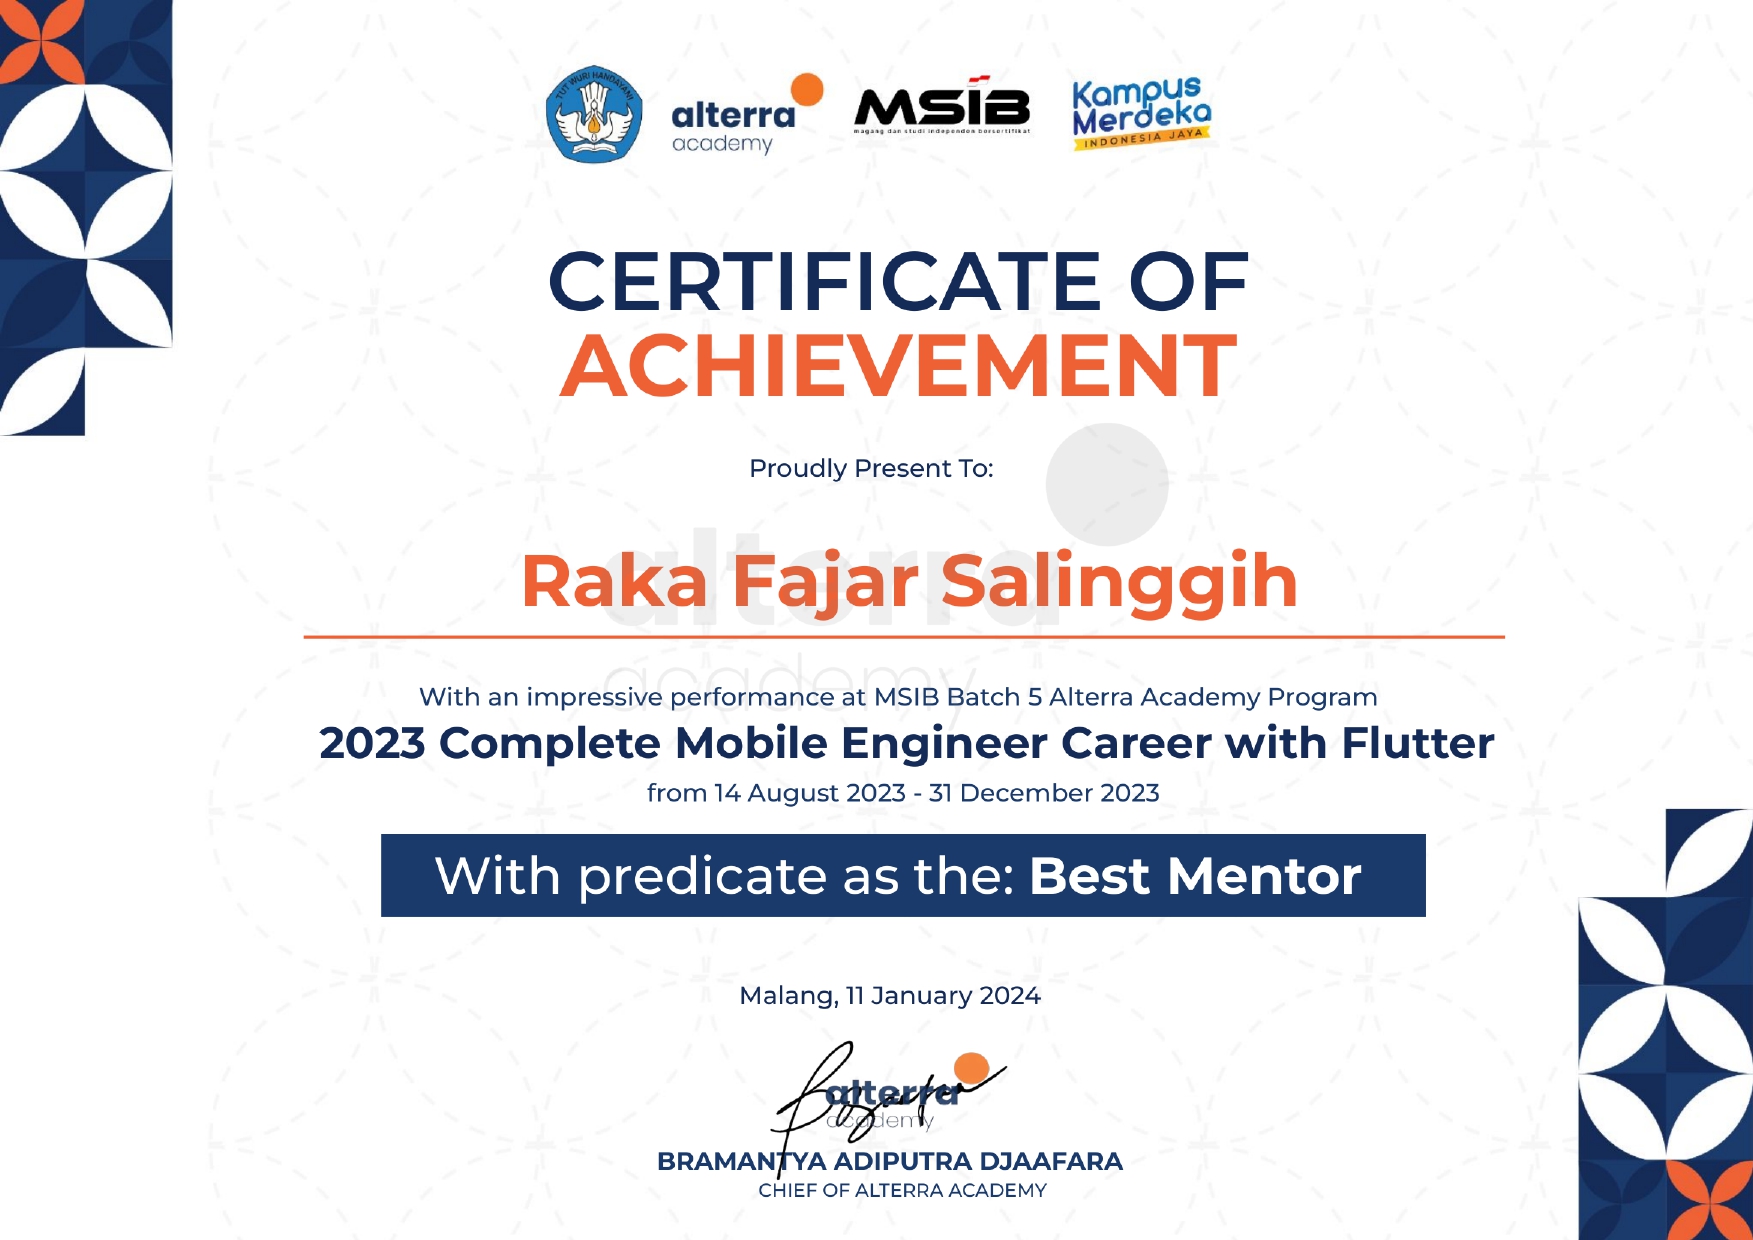 TUT WURI HANDAYANI
alterra
academy
MSIB
magang dan studi independen bersertifikat
Kampus
Merdeka
INDONESIA JAYA
CERTIFICATE OF
ACHIEVEMENT
Proudly Present To:
alterra
Raka Fajar Salinggih
academy
With an impressive performance at MSIB Batch 5 Alterra Academy Program
2023 Complete Mobile Engineer Career with Flutter
from 14 August 2023 - 31 December 2023
With predicate as the: Best Mentor
Malang, 11 January 2024
alterra
academy
BRAMANTYA ADIPUTRA DJAAFARA
CHIEF OF ALTERRA ACADEMY